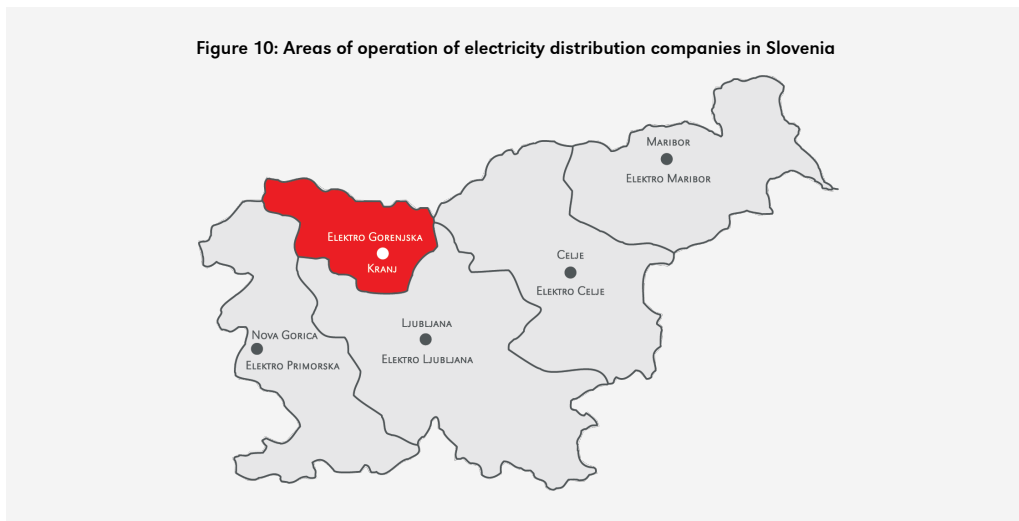 Figure 10: Areas of operation of electricity distribution companies in Slovenia
Maribor
Elektro Maribor
Elektro Gorenjska
Kranj
Celje
Elektro Celje
Ljubljana
Elektro Ljubljana
Nova Gorica
Elektro Primorska